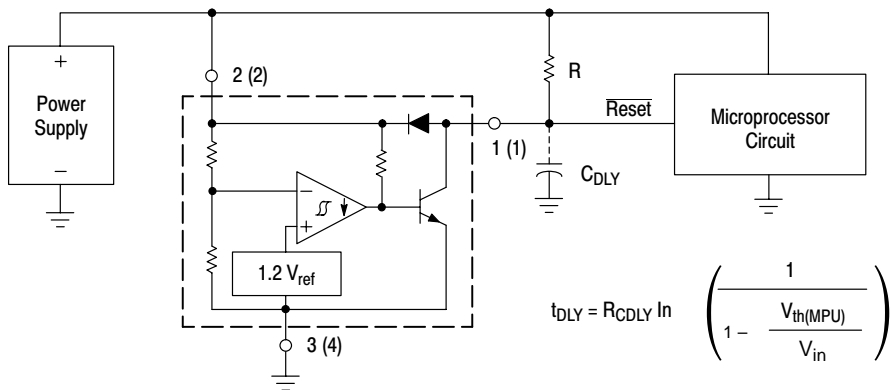 +
Power
Supply
−
2 (2)
R
Reset
1 (1)
Microprocessor
Circuit
C_DLY
−
+
1.2 V_ref
3 (4)
t_DLY = R_CDLY In ( 1 / ( 1 − V_th(MPU) / V_in ) )